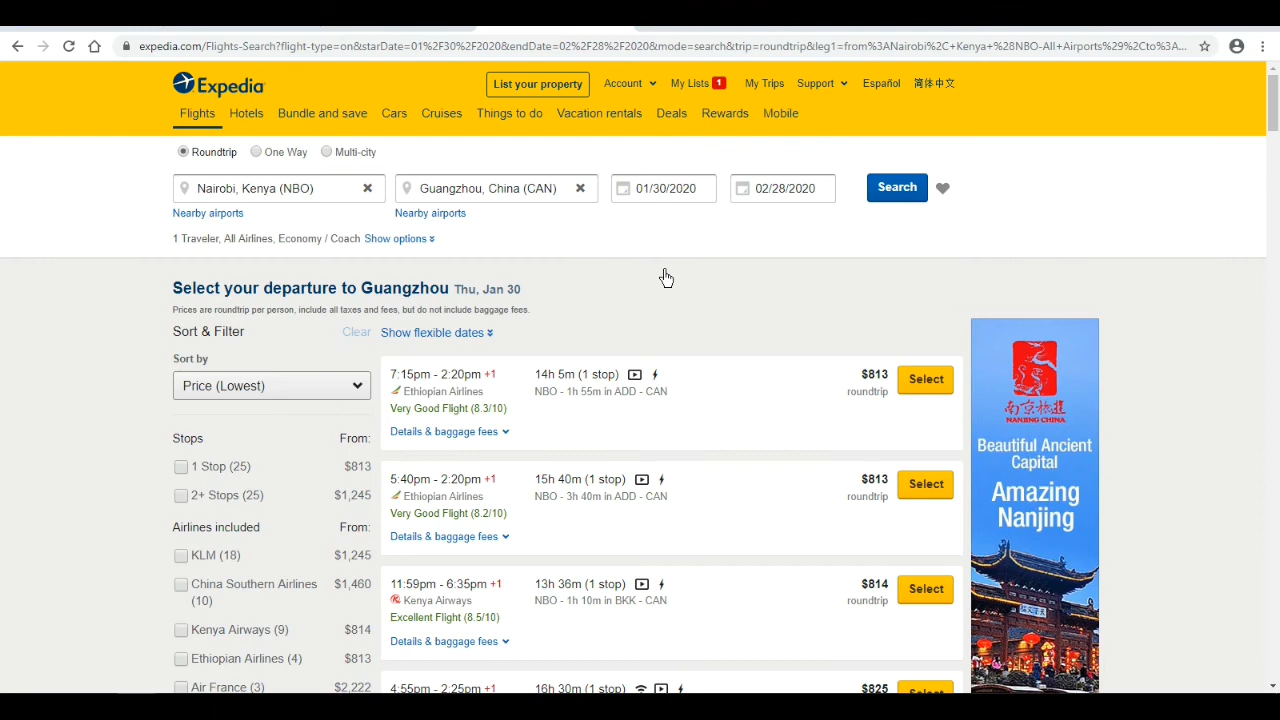 expedia.com/Flights-Search?flight-type=on&starDate=01%2F30%2F2020&endDate=02%2F28%2F2020&mode=search&trip=roundtrip&leg1=from%3ANairobi%2C+Kenya+%28NBO-All+Airports%29%2Cto%3A...
Expedia
List your property
Account
My Lists 1
My Trips
Support
Español
简体中文
Flights
Hotels
Bundle and save
Cars
Cruises
Things to do
Vacation rentals
Deals
Rewards
Mobile
Roundtrip
One Way
Multi-city
Nairobi, Kenya (NBO)
Guangzhou, China (CAN)
01/30/2020
02/28/2020
Search
Nearby airports
Nearby airports
1 Traveler, All Airlines, Economy / Coach Show options
Select your departure to Guangzhou Thu, Jan 30
Prices are roundtrip per person, include all taxes and fees, but do not include baggage fees.
Sort & Filter
Clear
Show flexible dates
Sort by
Price (Lowest)
Stops From:
1 Stop (25) $813
2+ Stops (25) $1,245
Airlines included From:
KLM (18) $1,245
China Southern Airlines
(10) $1,460
Kenya Airways (9) $814
Ethiopian Airlines (4) $813
Air France (3) $2,222
7:15pm - 2:20pm +1 14h 5m (1 stop) $813 Select
Ethiopian Airlines NBO - 1h 55m in ADD - CAN roundtrip
Very Good Flight (8.3/10)
Details & baggage fees
5:40pm - 2:20pm +1 15h 40m (1 stop) $813 Select
Ethiopian Airlines NBO - 3h 40m in ADD - CAN roundtrip
Very Good Flight (8.2/10)
Details & baggage fees
11:59pm - 6:35pm +1 13h 36m (1 stop) $814 Select
Kenya Airways NBO - 1h 10m in BKK - CAN roundtrip
Excellent Flight (8.5/10)
Details & baggage fees
4:55pm - 2:25pm +1 16h 30m (1 stop) $825 Select
NANJING CHINA
Beautiful Ancient
Capital
Amazing
Nanjing